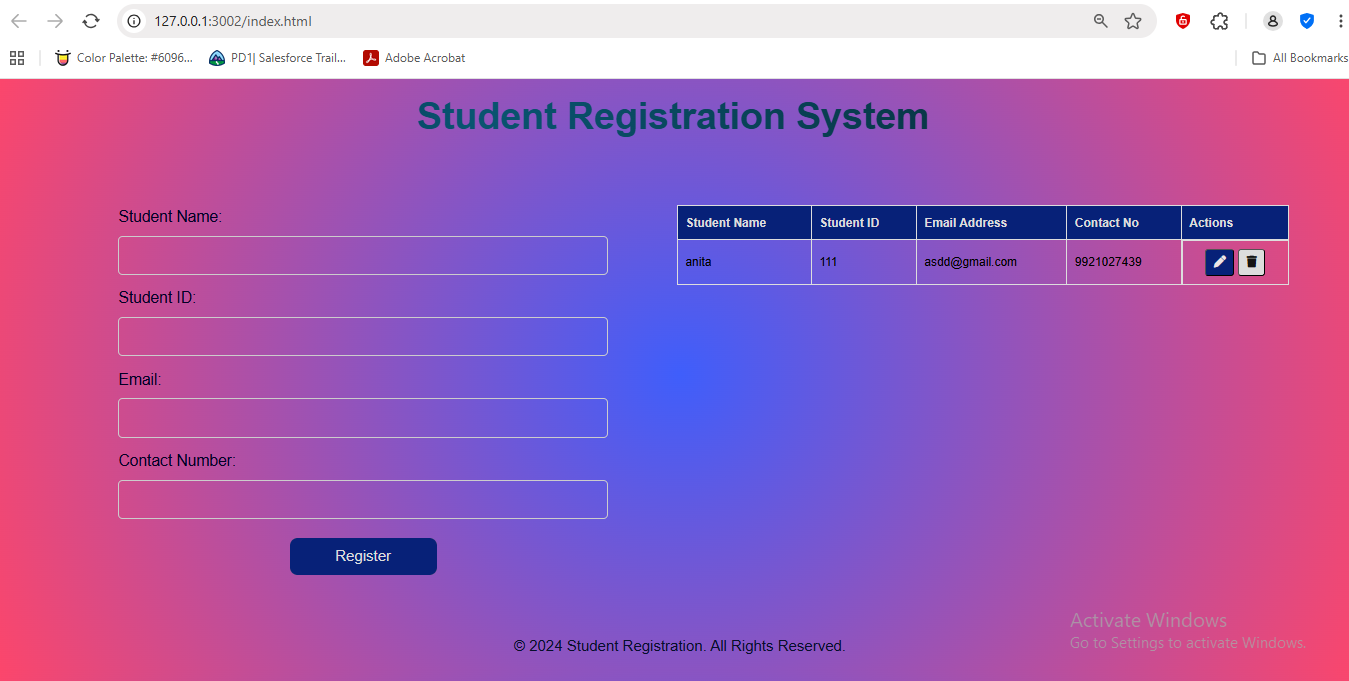 127.0.0.1:3002/index.html
Color Palette: #6096... PD1| Salesforce Trail... Adobe Acrobat All Bookmarks
Student Registration System
Student Name:
Student ID:
Email:
Contact Number:
Register
Student Name Student ID Email Address Contact No Actions
anita 111 asdd@gmail.com 9921027439
© 2024 Student Registration. All Rights Reserved.
Activate Windows
Go to Settings to activate Windows.